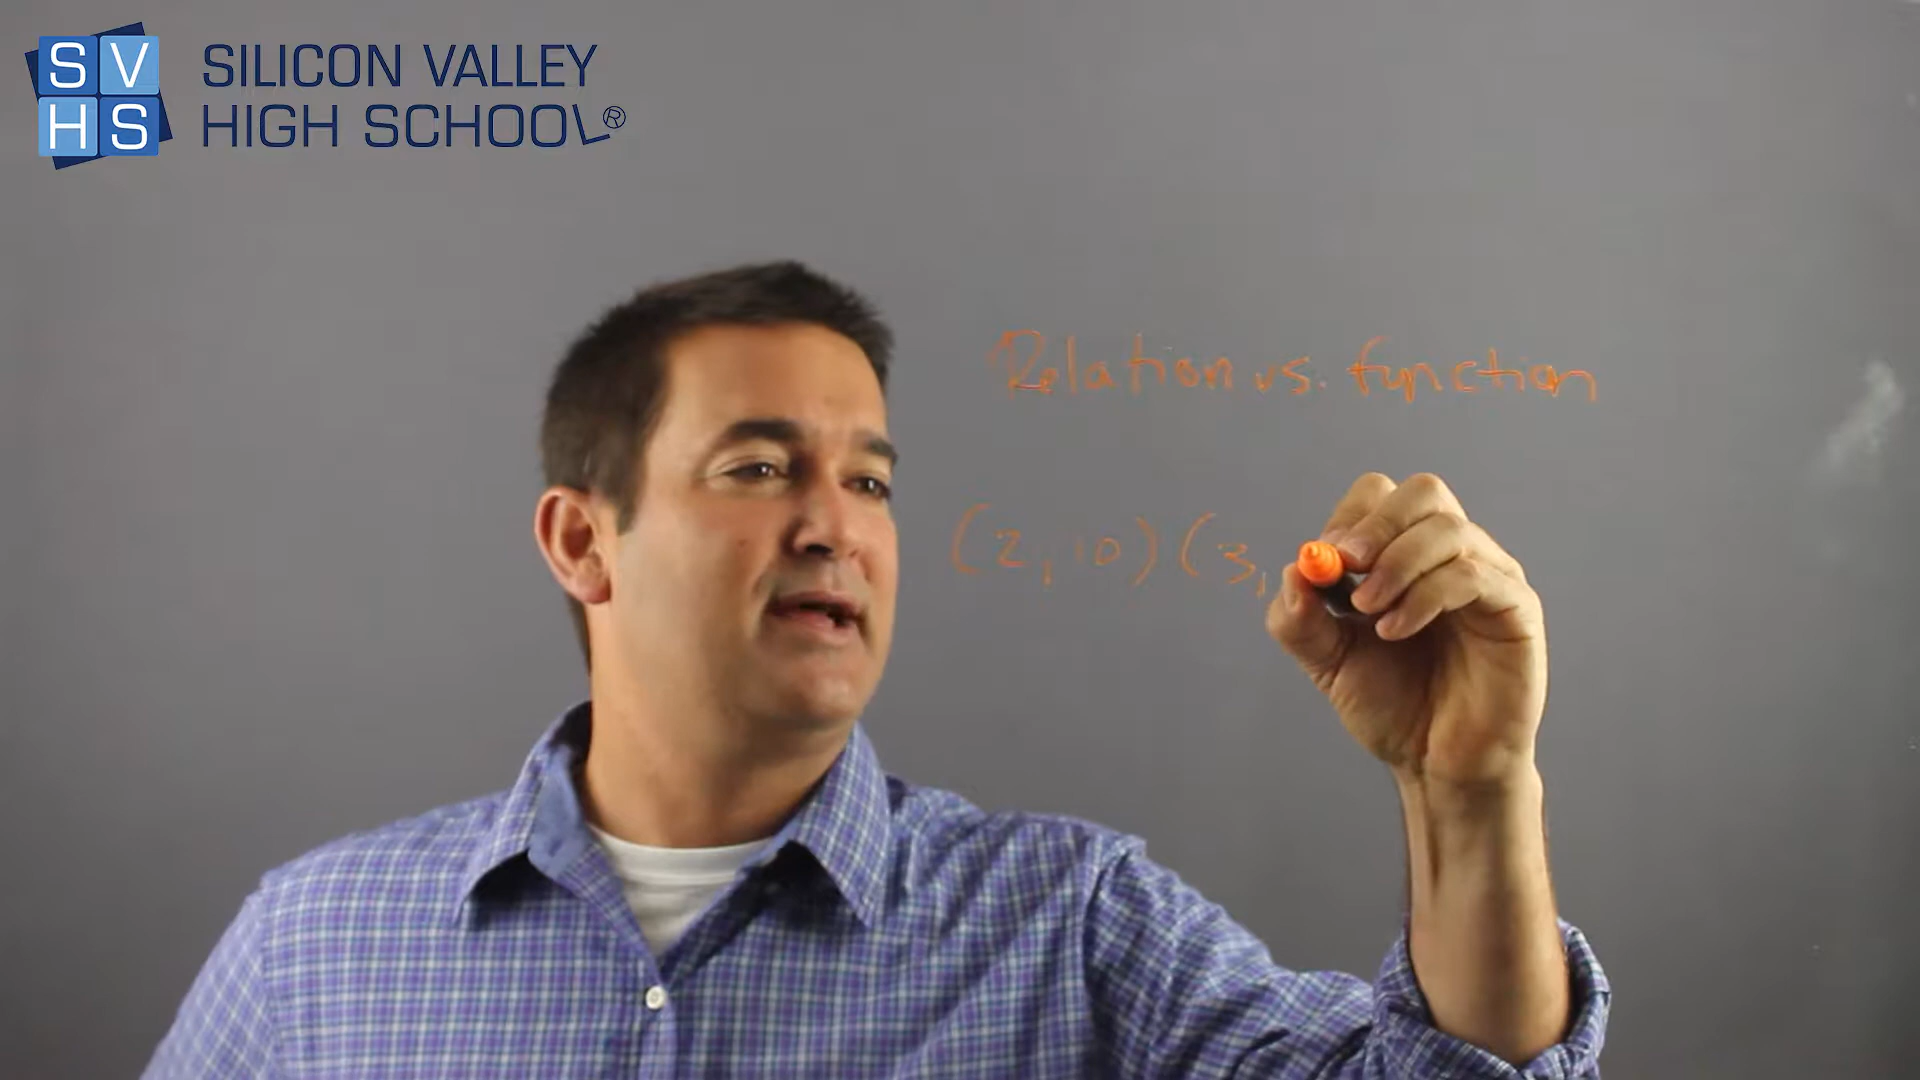 SV
HS
SILICON VALLEY
HIGH SCHOOL®
Relation vs. function
(2, 10) (3,